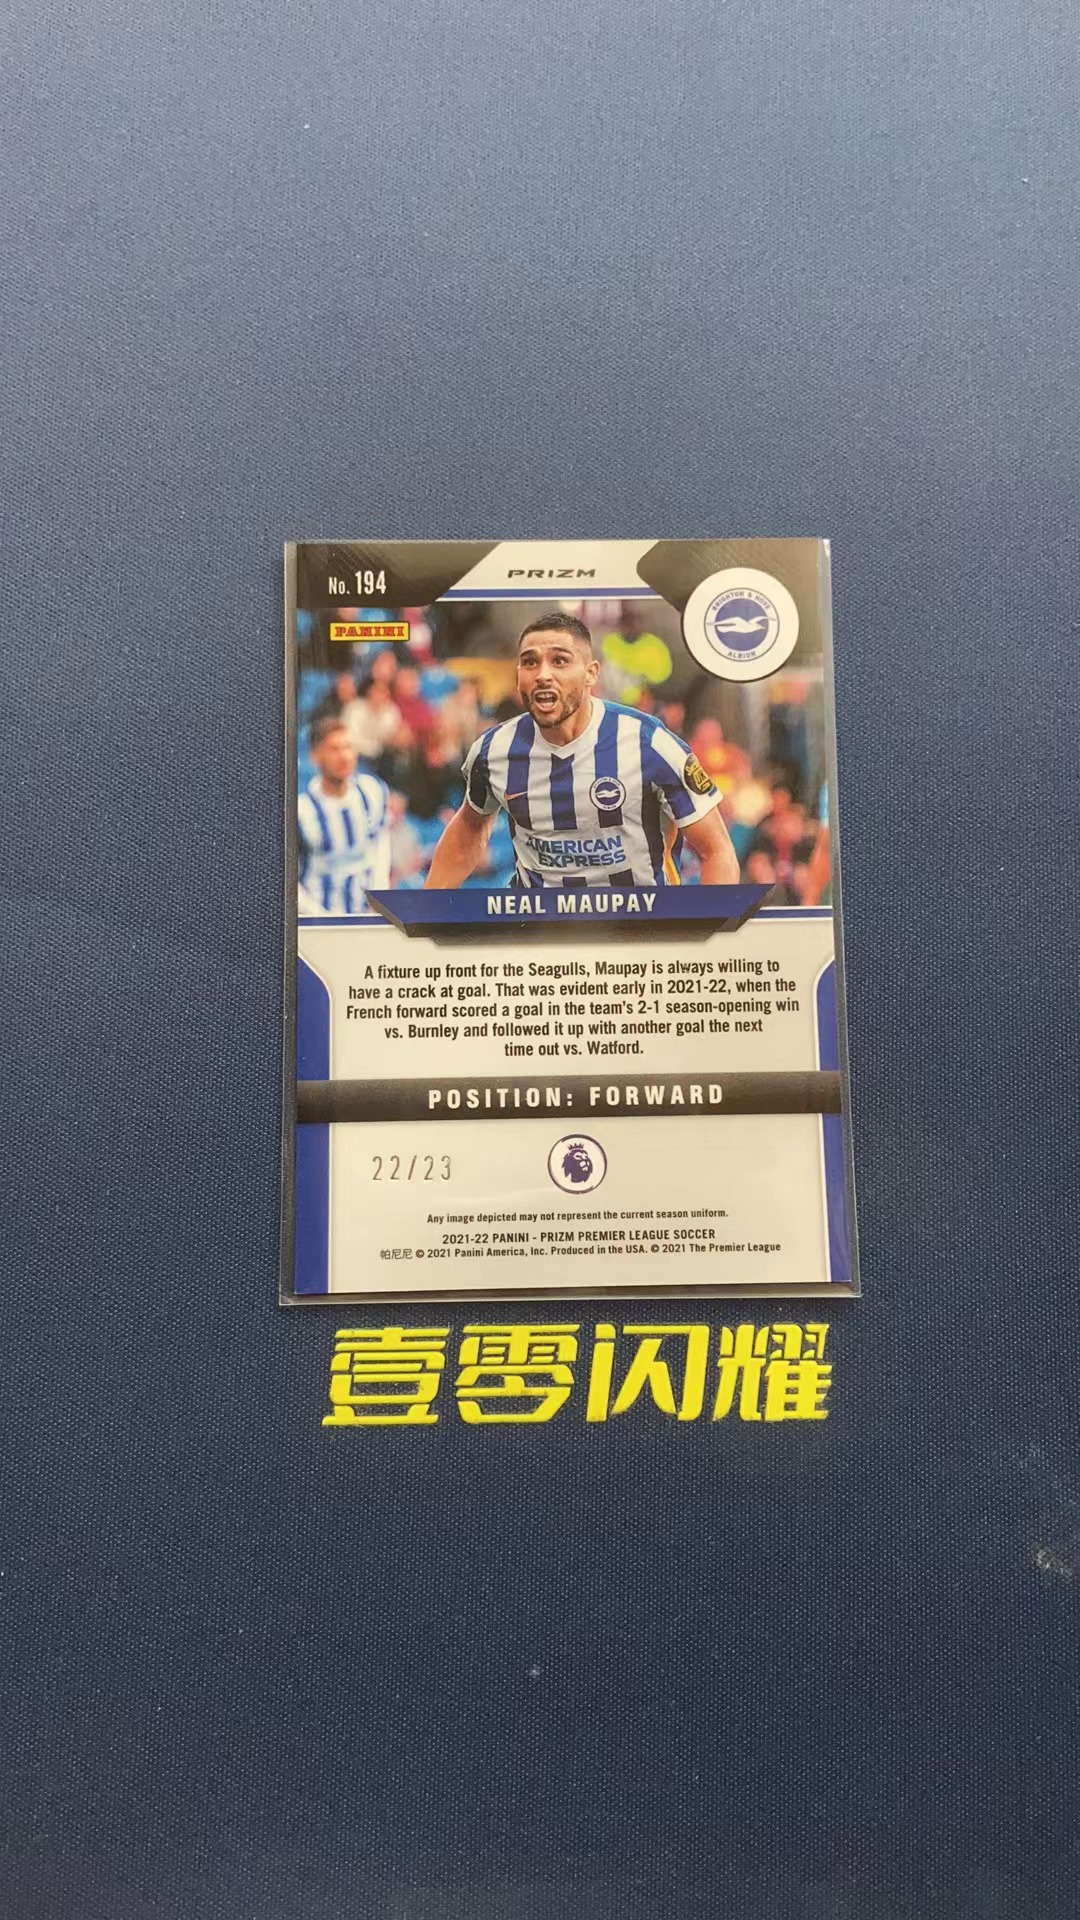 No. 194
PRIZM
PANINI
BRIGHTON & HOVE
ALBION
AMERICAN
EXPRESS
NEAL MAUPAY
A fixture up front for the Seagulls, Maupay is always willing to
have a crack at goal. That was evident early in 2021-22, when the
French forward scored a goal in the team's 2-1 season-opening win
vs. Burnley and followed it up with another goal the next
time out vs. Watford.
POSITION: FORWARD
22/23
Any image depicted may not represent the current season uniform.
2021-22 PANINI - PRIZM PREMIER LEAGUE SOCCER
帕尼尼 © 2021 Panini America, Inc. Produced in the USA. © 2021 The Premier League
壹零闪耀